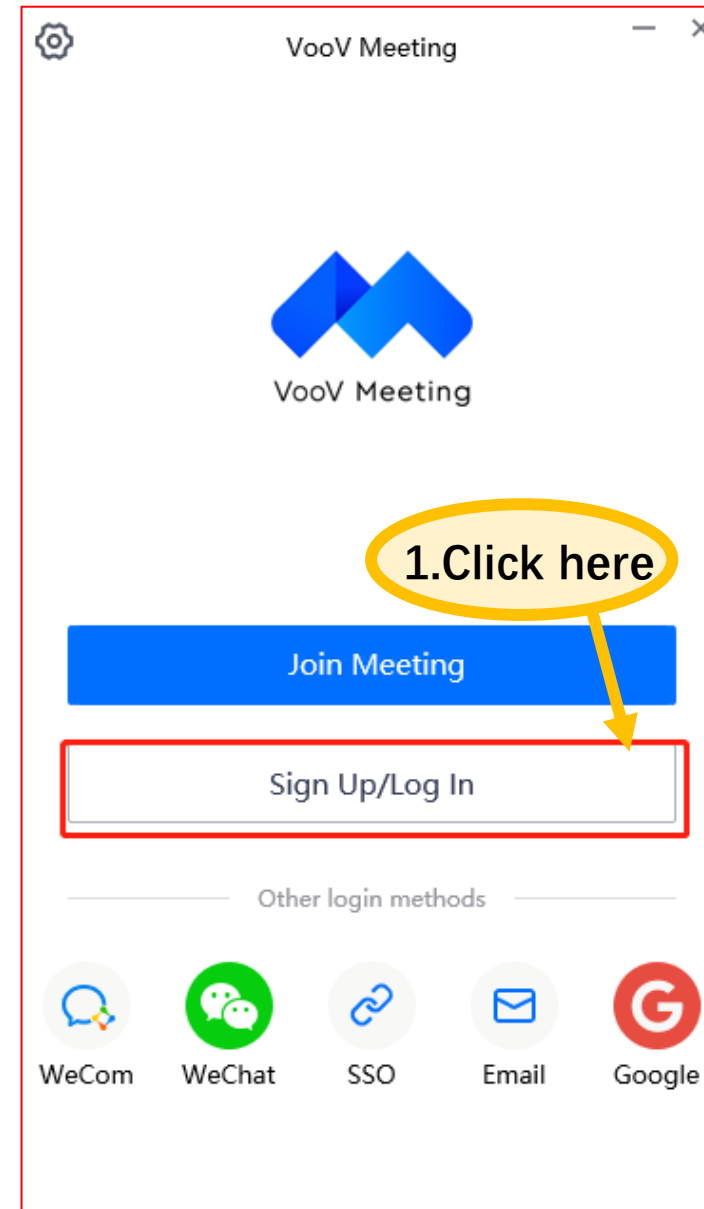 VooV Meeting
VooV Meeting
1.Click here
Join Meeting
Sign Up/Log In
Other login methods
WeCom WeChat SSO Email Google